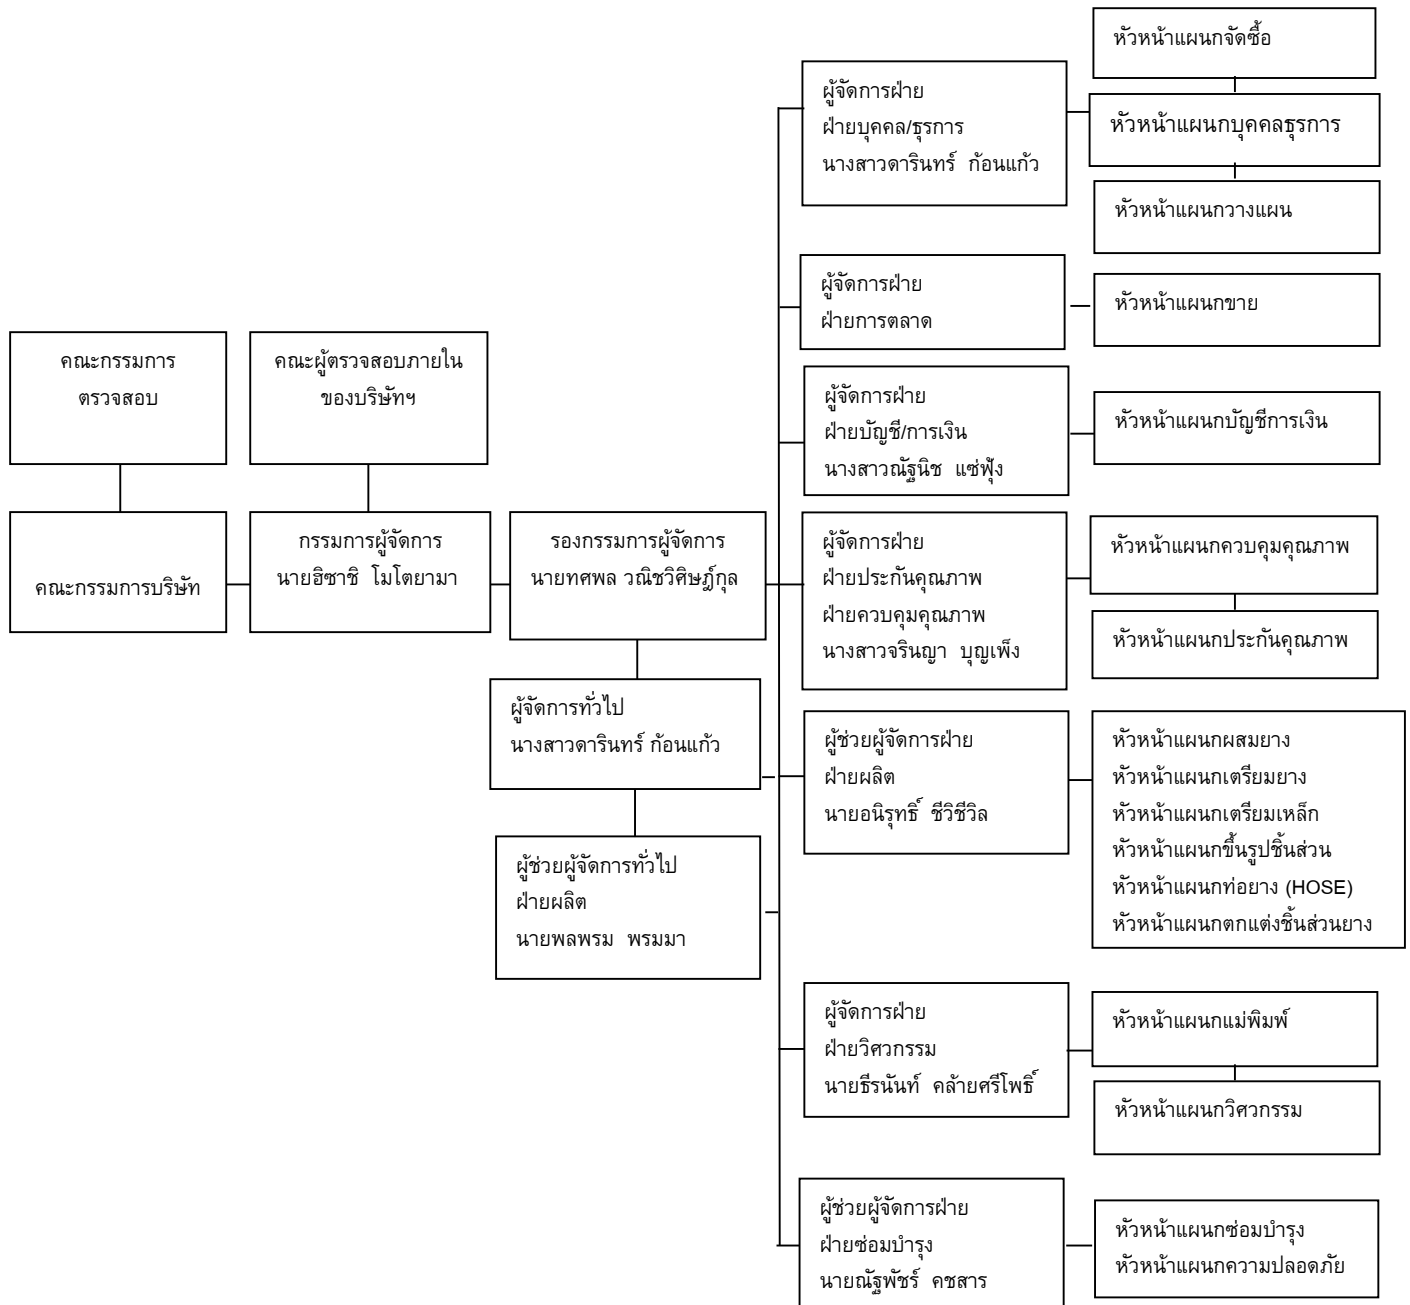 คณะกรรมการ
ตรวจสอบ
คณะผู้ตรวจสอบภายใน
ของบริษัทฯ
คณะกรรมการบริษัท
กรรมการผู้จัดการ
นายฮิซาชิ โมโตยามา
รองกรรมการผู้จัดการ
นายทศพล วณิชวิศิษฎ์กุล
ผู้จัดการทั่วไป
นางสาวดารินทร์ ก้อนแก้ว
ผู้ช่วยผู้จัดการทั่วไป
ฝ่ายผลิต
นายพลพรม พรมมา
ผู้จัดการฝ่าย
ฝ่ายบุคคล/ธุรการ
นางสาวดารินทร์ ก้อนแก้ว
หัวหน้าแผนกจัดซื้อ
หัวหน้าแผนกบุคคลธุรการ
หัวหน้าแผนกวางแผน
ผู้จัดการฝ่าย
ฝ่ายการตลาด
หัวหน้าแผนกขาย
ผู้จัดการฝ่าย
ฝ่ายบัญชี/การเงิน
นางสาวณัฐนิช แซ่ฟุ้ง
หัวหน้าแผนกบัญชีการเงิน
ผู้จัดการฝ่าย
ฝ่ายประกันคุณภาพ
ฝ่ายควบคุมคุณภาพ
นางสาวจรินญา บุญเพ็ง
หัวหน้าแผนกควบคุมคุณภาพ
หัวหน้าแผนกประกันคุณภาพ
ผู้ช่วยผู้จัดการฝ่าย
ฝ่ายผลิต
นายอนิรุทธิ์ ชีวิชีวิล
หัวหน้าแผนกผสมยาง
หัวหน้าแผนกเตรียมยาง
หัวหน้าแผนกเตรียมเหล็ก
หัวหน้าแผนกขึ้นรูปชิ้นส่วน
หัวหน้าแผนกท่อยาง (HOSE)
หัวหน้าแผนกตกแต่งชิ้นส่วนยาง
ผู้จัดการฝ่าย
ฝ่ายวิศวกรรม
นายธีรนันท์ คล้ายศรีโพธิ์
หัวหน้าแผนกแม่พิมพ์
หัวหน้าแผนกวิศวกรรม
ผู้ช่วยผู้จัดการฝ่าย
ฝ่ายซ่อมบำรุง
นายณัฐพัชร์ คชสาร
หัวหน้าแผนกซ่อมบำรุง
หัวหน้าแผนกความปลอดภัย